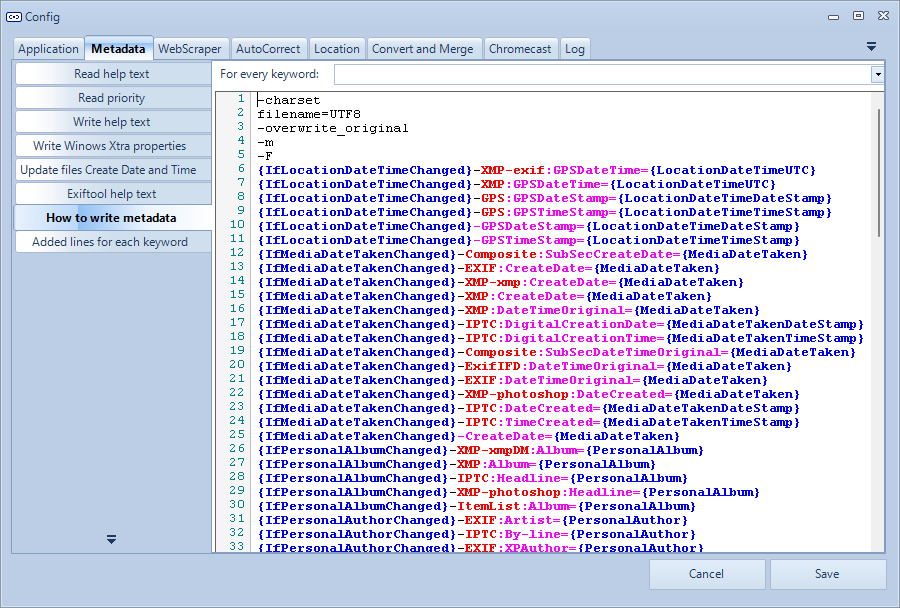 Config
Application Metadata WebScraper AutoCorrect Location Convert and Merge Chromecast Log
Read help text
Read priority
Write help text
Write Winows Xtra properties
Update files Create Date and Time
Exiftool help text
How to write metadata
Added lines for each keyword
For every keyword:
1 -charset
2 filename=UTF8
3 -overwrite_original
4 -m
5 -F
6 {IfLocationDateTimeChanged}-XMP-exif:GPSDateTime={LocationDateTimeUTC}
7 {IfLocationDateTimeChanged}-XMP:GPSDateTime={LocationDateTimeUTC}
8 {IfLocationDateTimeChanged}-GPS:GPSDateStamp={LocationDateTimeDateStamp}
9 {IfLocationDateTimeChanged}-GPS:GPSTimeStamp={LocationDateTimeTimeStamp}
10 {IfLocationDateTimeChanged}-GPSDateStamp={LocationDateTimeDateStamp}
11 {IfLocationDateTimeChanged}-GPSTimeStamp={LocationDateTimeTimeStamp}
12 {IfMediaDateTakenChanged}-Composite:SubSecCreateDate={MediaDateTaken}
13 {IfMediaDateTakenChanged}-EXIF:CreateDate={MediaDateTaken}
14 {IfMediaDateTakenChanged}-XMP-xmp:CreateDate={MediaDateTaken}
15 {IfMediaDateTakenChanged}-XMP:CreateDate={MediaDateTaken}
16 {IfMediaDateTakenChanged}-XMP:DateTimeOriginal={MediaDateTaken}
17 {IfMediaDateTakenChanged}-IPTC:DigitalCreationDate={MediaDateTakenDateStamp}
18 {IfMediaDateTakenChanged}-IPTC:DigitalCreationTime={MediaDateTakenTimeStamp}
19 {IfMediaDateTakenChanged}-Composite:SubSecDateTimeOriginal={MediaDateTaken}
20 {IfMediaDateTakenChanged}-ExifIFD:DateTimeOriginal={MediaDateTaken}
21 {IfMediaDateTakenChanged}-EXIF:DateTimeOriginal={MediaDateTaken}
22 {IfMediaDateTakenChanged}-XMP-photoshop:DateCreated={MediaDateTaken}
23 {IfMediaDateTakenChanged}-IPTC:DateCreated={MediaDateTakenDateStamp}
24 {IfMediaDateTakenChanged}-IPTC:TimeCreated={MediaDateTakenTimeStamp}
25 {IfMediaDateTakenChanged}-CreateDate={MediaDateTaken}
26 {IfPersonalAlbumChanged}-XMP-xmpDM:Album={PersonalAlbum}
27 {IfPersonalAlbumChanged}-XMP:Album={PersonalAlbum}
28 {IfPersonalAlbumChanged}-IPTC:Headline={PersonalAlbum}
29 {IfPersonalAlbumChanged}-XMP-photoshop:Headline={PersonalAlbum}
30 {IfPersonalAlbumChanged}-ItemList:Album={PersonalAlbum}
31 {IfPersonalAuthorChanged}-EXIF:Artist={PersonalAuthor}
32 {IfPersonalAuthorChanged}-IPTC:By-line={PersonalAuthor}
33 {IfPersonalAuthorChanged}-EXIF:XPAuthor={PersonalAuthor}
Cancel Save